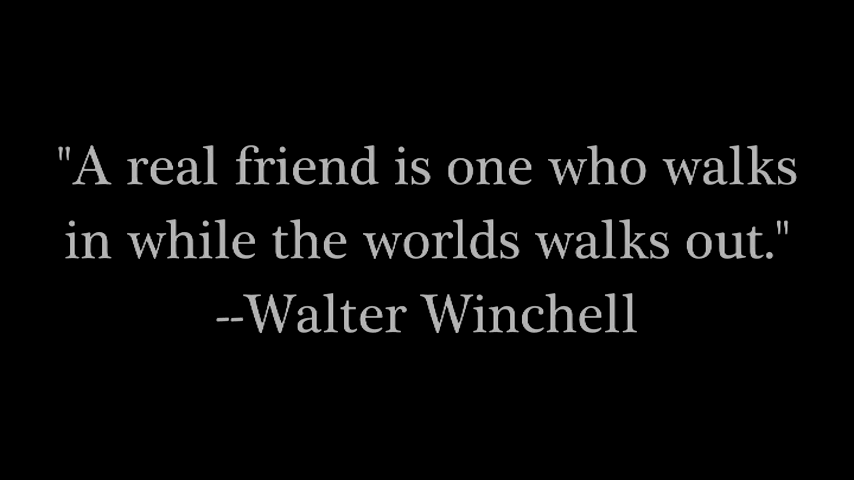 "A real friend is one who walks
in while the worlds walks out."
--Walter Winchell